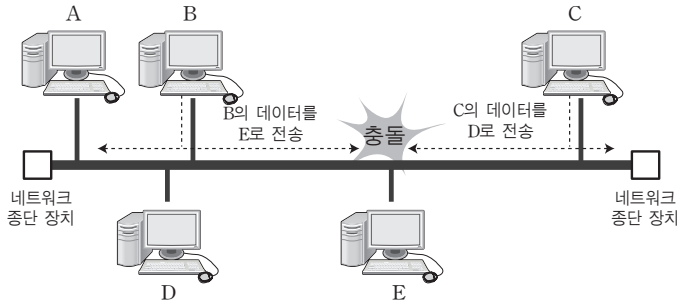 A
B
C
B의 데이터를
E로 전송
충돌
C의 데이터를
D로 전송
네트워크
종단 장치
네트워크
종단 장치
D
E